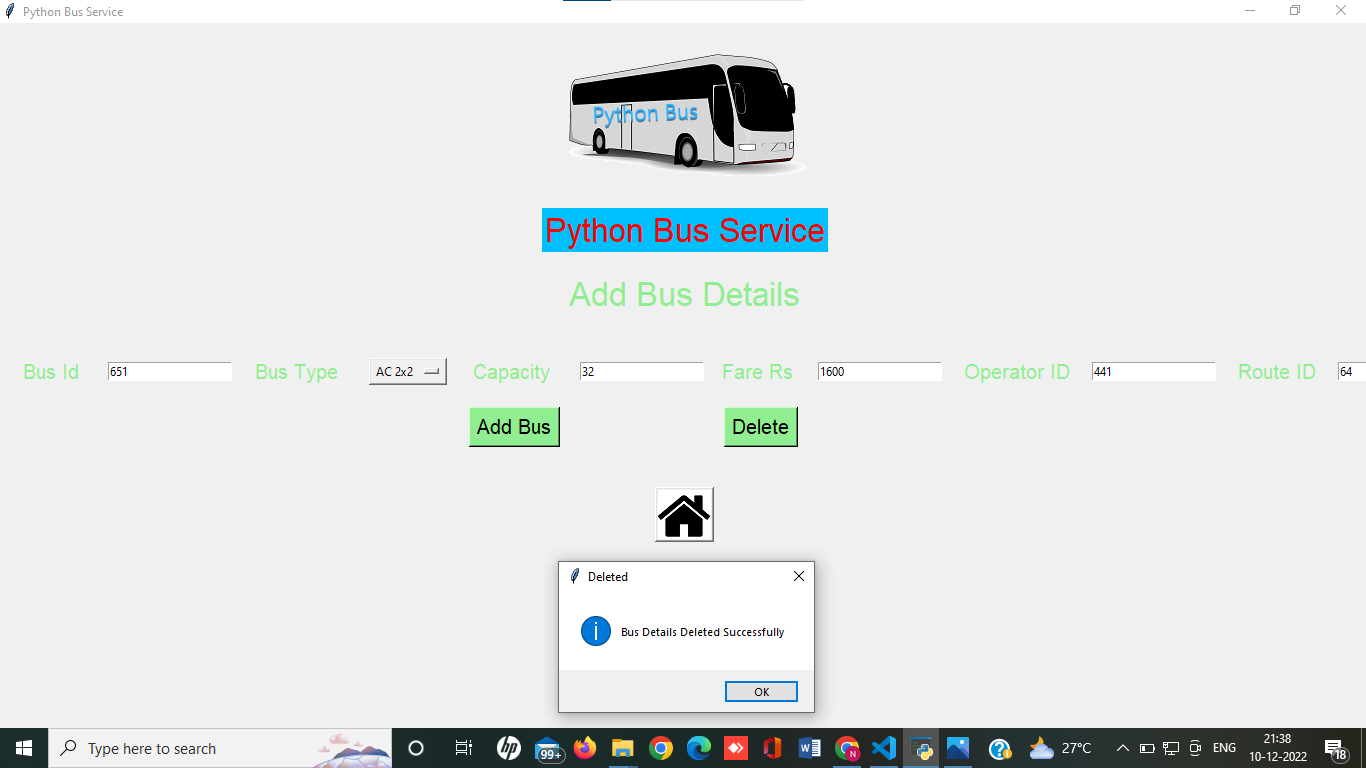 Python Bus Service
Python Bus
Python Bus Service
Add Bus Details
Bus Id 651 Bus Type AC 2x2 Capacity 32 Fare Rs 1600 Operator ID 441 Route ID 64
Add Bus Delete
Deleted
Bus Details Deleted Successfully
OK
Type here to search hp 99+ N W 27°C ENG 21:38
10-12-2022 18